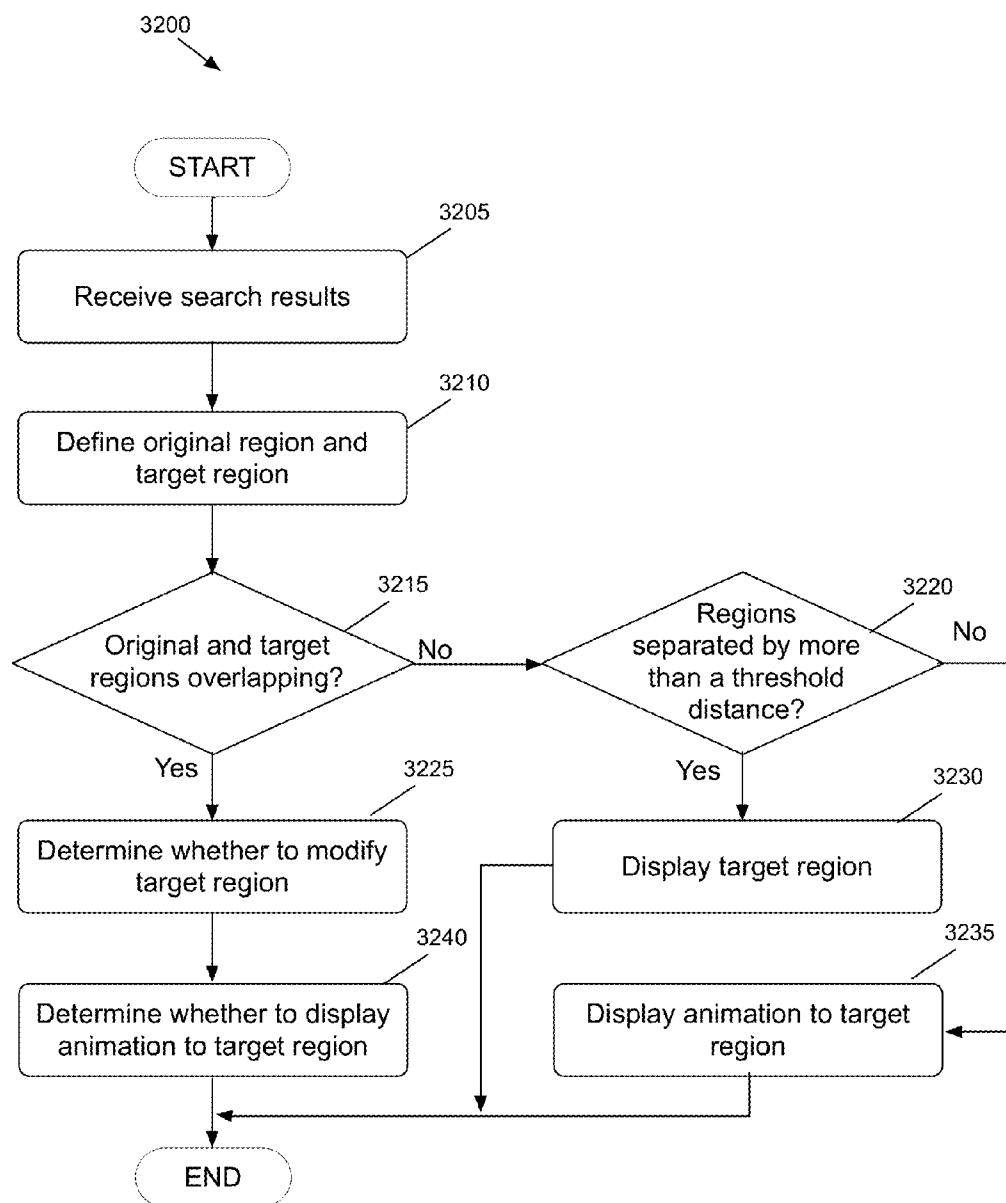 3200
START
3205
Receive search results
3210
Define original region and
target region
3215
Original and target
regions overlapping?
No
3220
Regions
separated by more
than a threshold
distance?
No
Yes
3225
Determine whether to modify
target region
Yes
3230
Display target region
3240
Determine whether to display
animation to target region
3235
Display animation to target
region
END